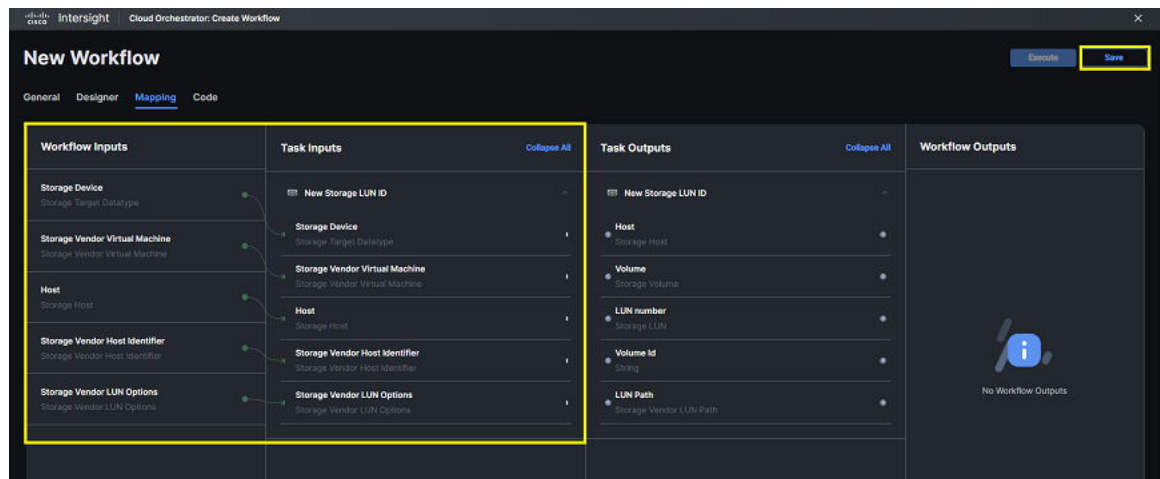 cisco Intersight Cloud Orchestrator: Create Workflow
New Workflow
Execute Save
General Designer Mapping Code
Workflow Inputs
Storage Device
Storage Target Datatype
Storage Vendor Virtual Machine
Storage Vendor Virtual Machine
Host
Storage Host
Storage Vendor Host Identifier
Storage Vendor Host Identifier
Storage Vendor LUN Options
Storage Vendor LUN Options
Task Inputs Collapse All
New Storage LUN ID
Storage Device
Storage Target Datatype
Storage Vendor Virtual Machine
Storage Vendor Virtual Machine
Host
Storage Host
Storage Vendor Host Identifier
Storage Vendor Host Identifier
Storage Vendor LUN Options
Storage Vendor LUN Options
Task Outputs Collapse All
New Storage LUN ID
Host
Storage Host
Volume
Storage Volume
LUN number
Storage LUN
Volume Id
String
LUN Path
Storage Vendor LUN Path
Workflow Outputs
No Workflow Outputs